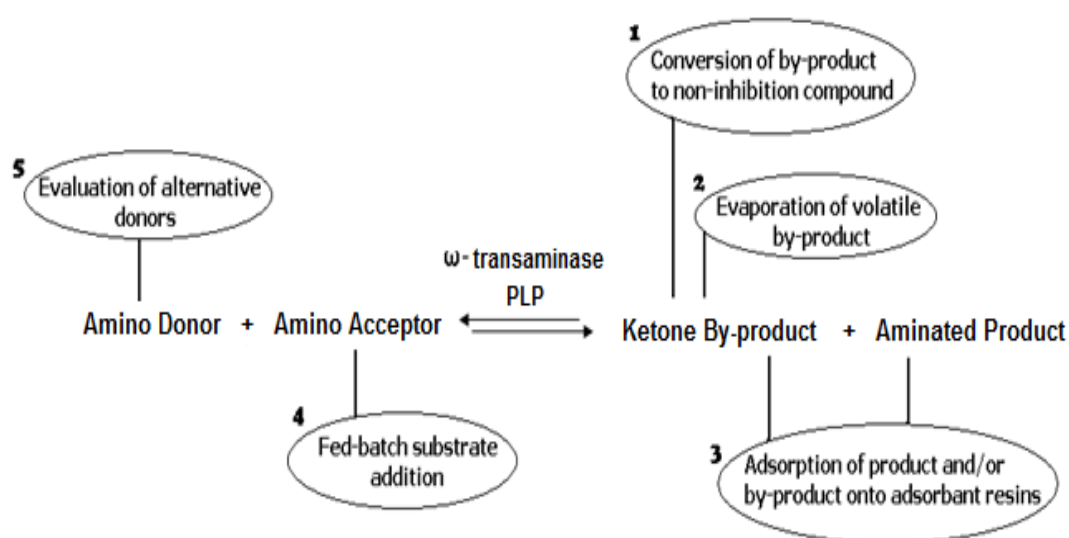 1
Conversion of by-product
to non-inhibition compound
5
Evaluation of alternative
donors
2
Evaporation of volatile
by-product
ω- transaminase
PLP
Amino Donor + Amino Acceptor Ketone By-product + Aminated Product
4
Fed-batch substrate
addition
3
Adsorption of product and/or
by-product onto adsorbant resins